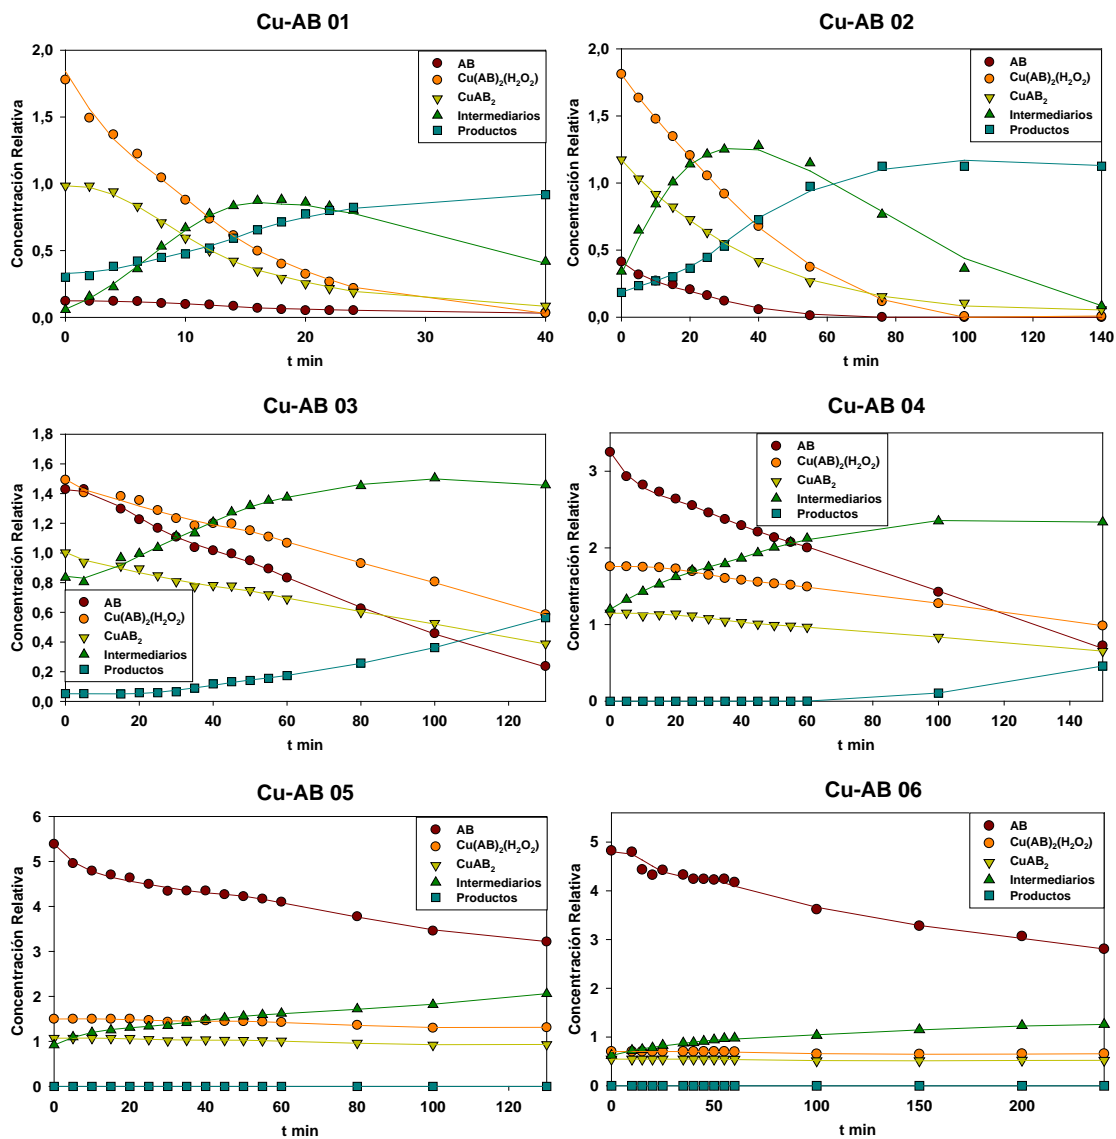 Cu-AB 01
2,0
1,5
1,0
0,5
0,0
Concentración Relativa
AB
Cu(AB)₂(H₂O₂)
CuAB₂
Intermediarios
Productos
0 10 20 30 40
t min
Cu-AB 02
2,0
1,5
1,0
0,5
0,0
Concentración Relativa
AB
Cu(AB)₂(H₂O₂)
CuAB₂
Intermediarios
Productos
0 20 40 60 80 100 120 140
t min
Cu-AB 03
1,8
1,6
1,4
1,2
1,0
0,8
0,6
0,4
0,2
0,0
Concentración Relativa
AB
Cu(AB)₂(H₂O₂)
CuAB₂
Intermediarios
Productos
0 20 40 60 80 100 120
t min
Cu-AB 04
3
2
1
0
Concentración Relativa
AB
Cu(AB)₂(H₂O₂)
CuAB₂
Intermediarios
Productos
0 20 40 60 80 100 120 140
t min
Cu-AB 05
6
5
4
3
2
1
0
Concentración Relativa
AB
Cu(AB)₂(H₂O₂)
CuAB₂
Intermediarios
Productos
0 20 40 60 80 100 120
t min
Cu-AB 06
5
4
3
2
1
0
Concentración Relativa
AB
Cu(AB)₂(H₂O₂)
CuAB₂
Intermediarios
Productos
0 50 100 150 200
t min